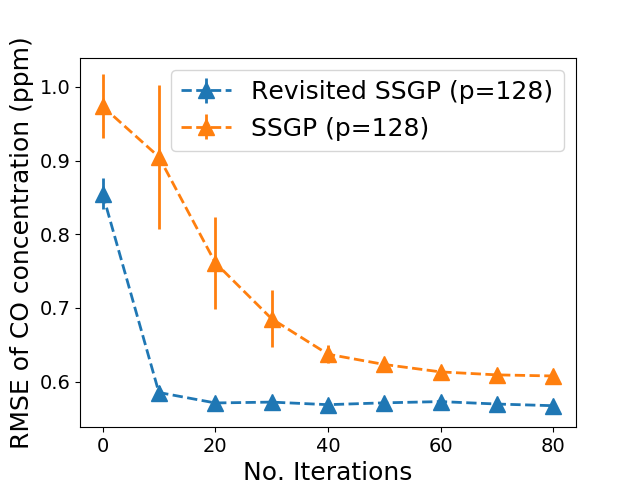 RMSE of CO concentration (ppm)
1.0
0.9
0.8
0.7
0.6
Revisited SSGP (p=128)
SSGP (p=128)
0
20
40
60
80
No. Iterations